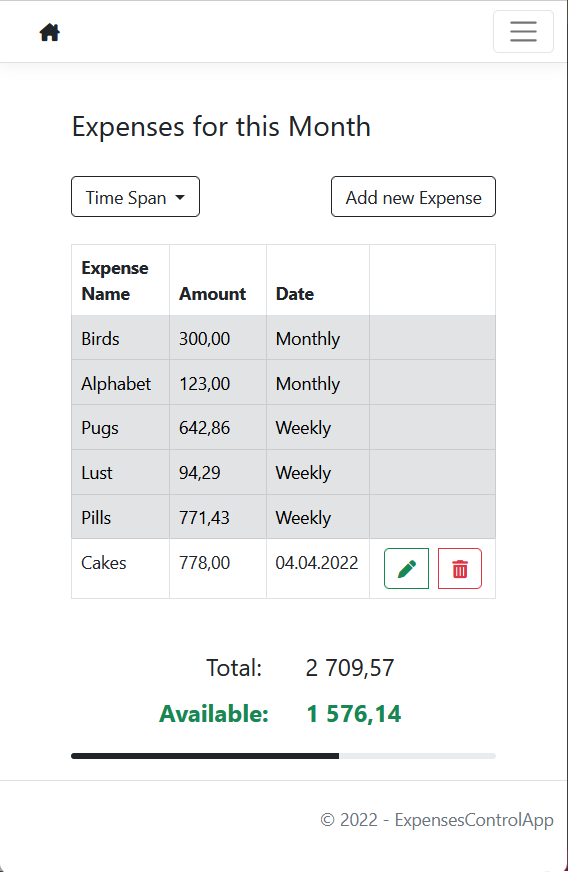 Expenses for this Month
Time Span
Add new Expense
Expense Name Amount Date
Birds 300,00 Monthly
Alphabet 123,00 Monthly
Pugs 642,86 Weekly
Lust 94,29 Weekly
Pills 771,43 Weekly
Cakes 778,00 04.04.2022
Total: 2 709,57
Available: 1 576,14
© 2022 - ExpensesControlApp